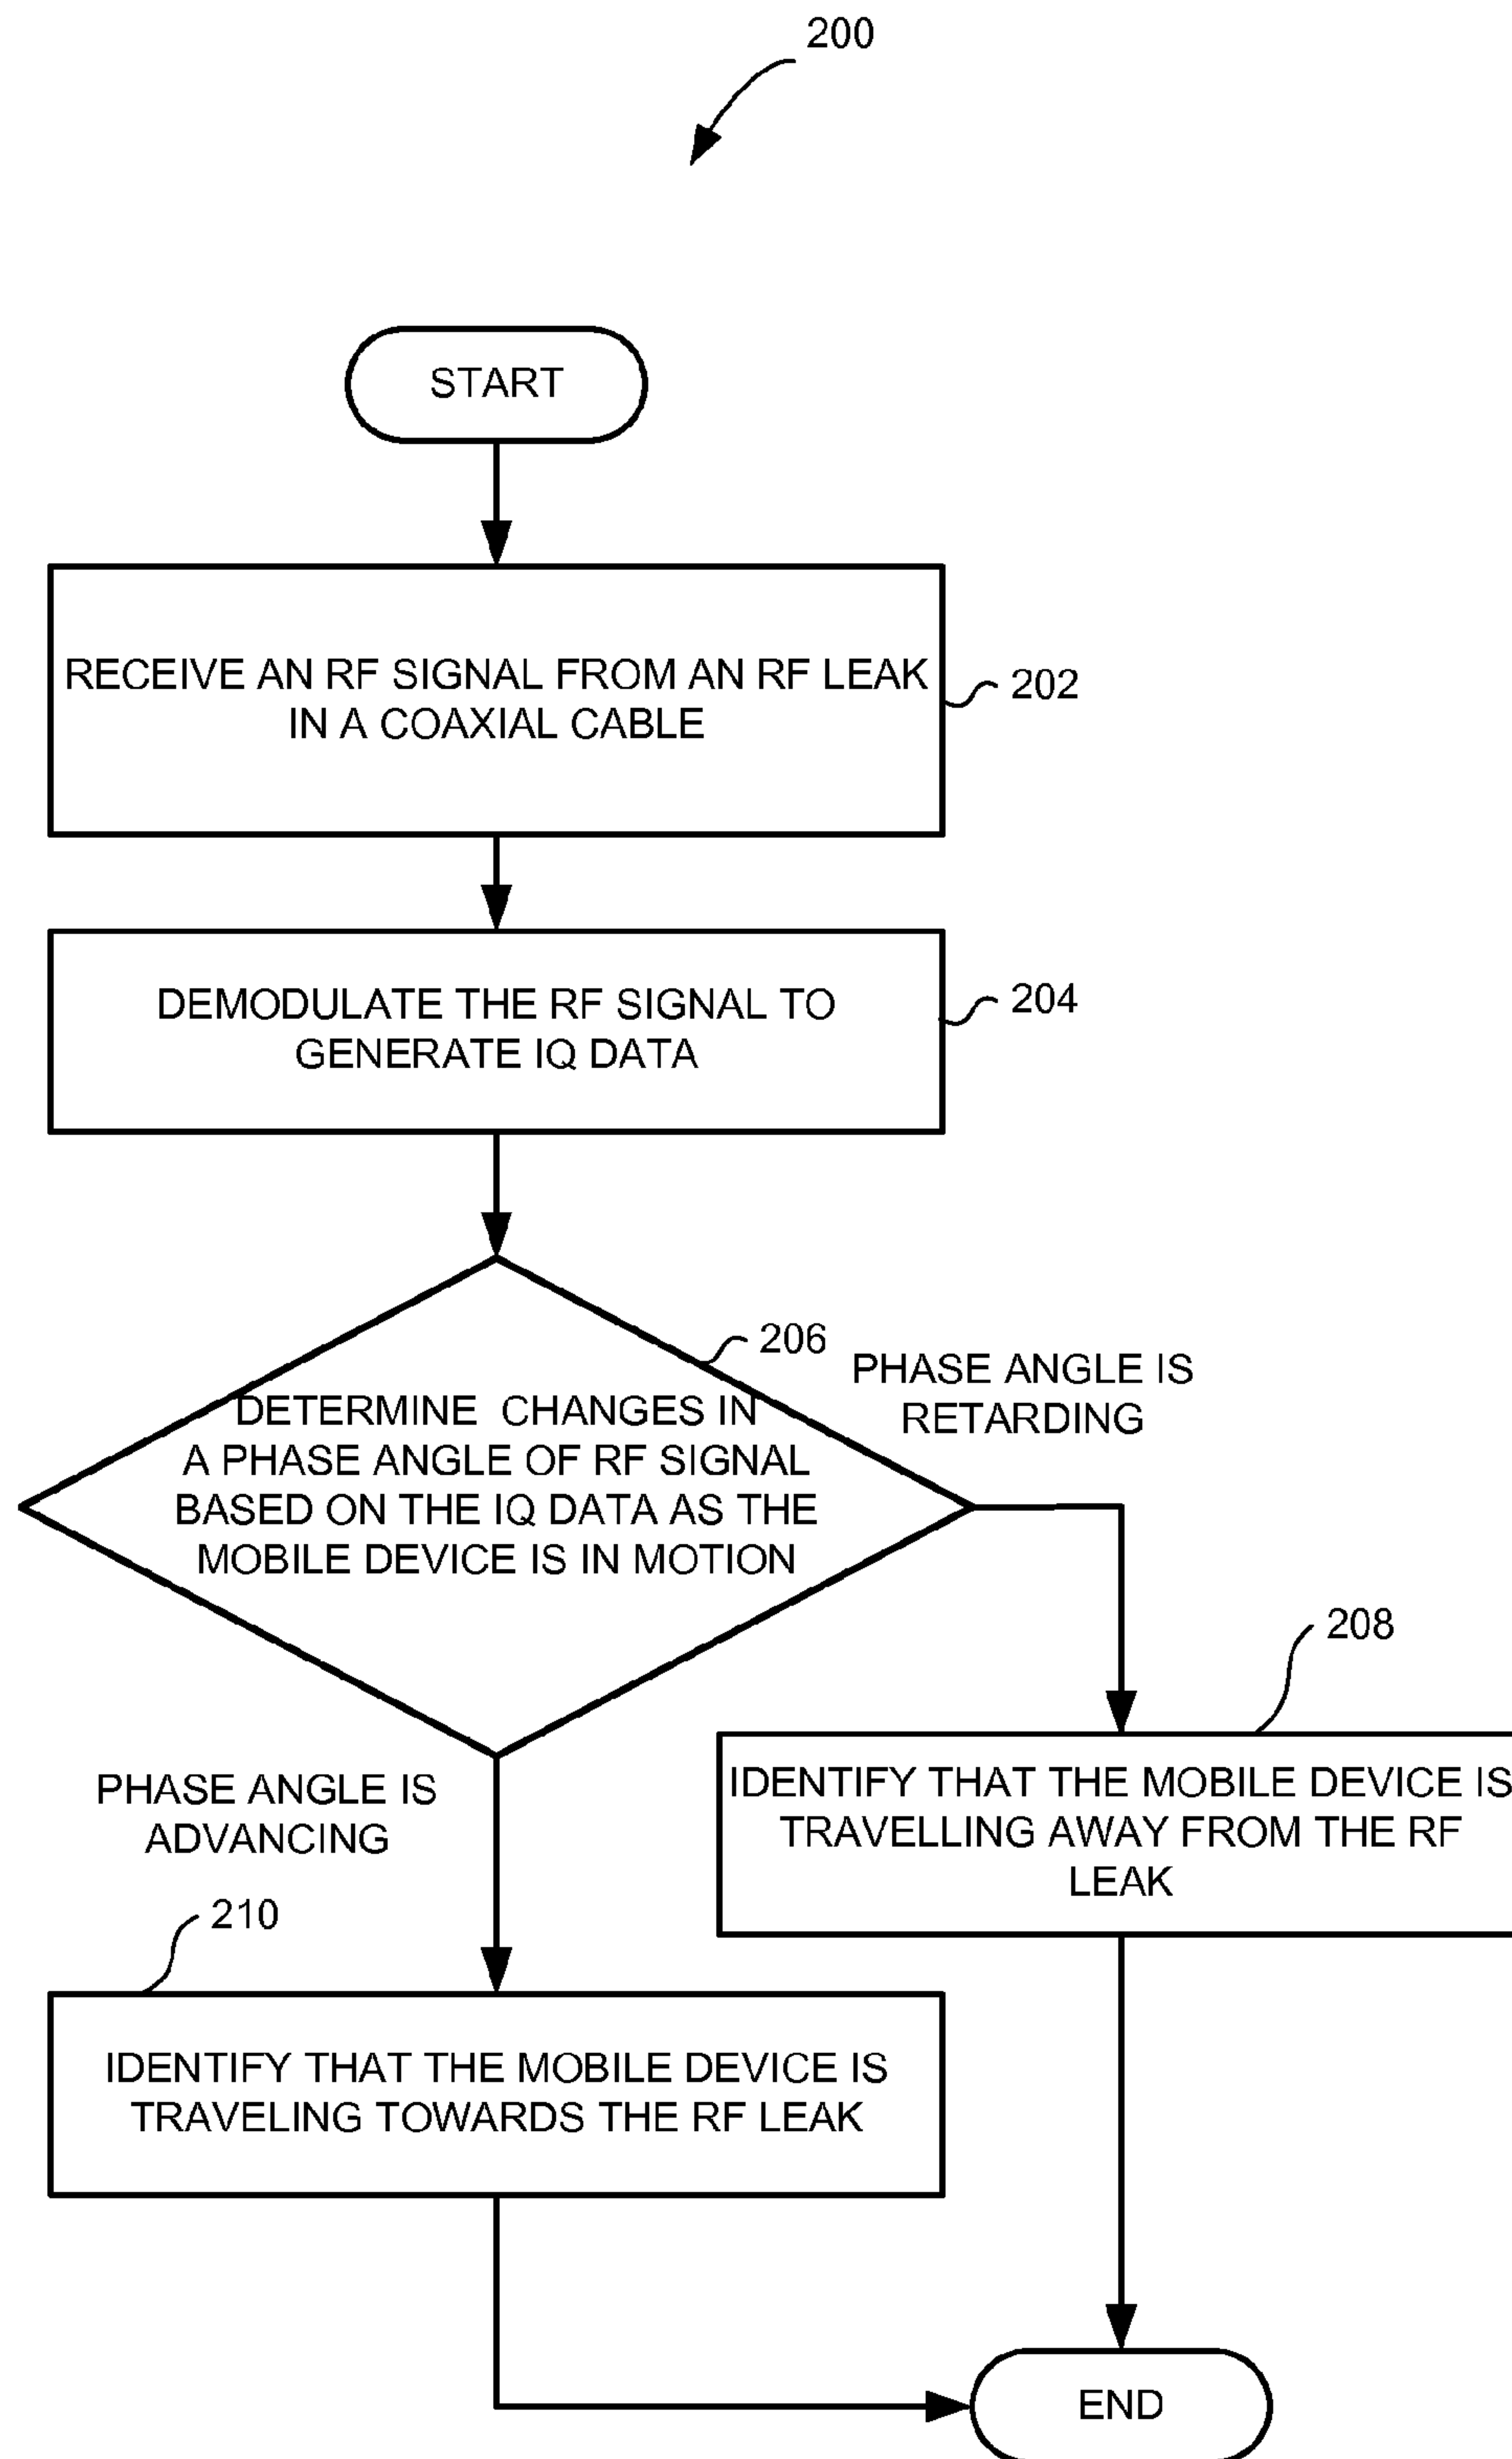 200
START
RECEIVE AN RF SIGNAL FROM AN RF LEAK
IN A COAXIAL CABLE
202
DEMODULATE THE RF SIGNAL TO
GENERATE IQ DATA
204
206
DETERMINE CHANGES IN
A PHASE ANGLE OF RF SIGNAL
BASED ON THE IQ DATA AS THE
MOBILE DEVICE IS IN MOTION
PHASE ANGLE IS
RETARDING
208
IDENTIFY THAT THE MOBILE DEVICE IS
TRAVELLING AWAY FROM THE RF
LEAK
PHASE ANGLE IS
ADVANCING
210
IDENTIFY THAT THE MOBILE DEVICE IS
TRAVELING TOWARDS THE RF LEAK
END